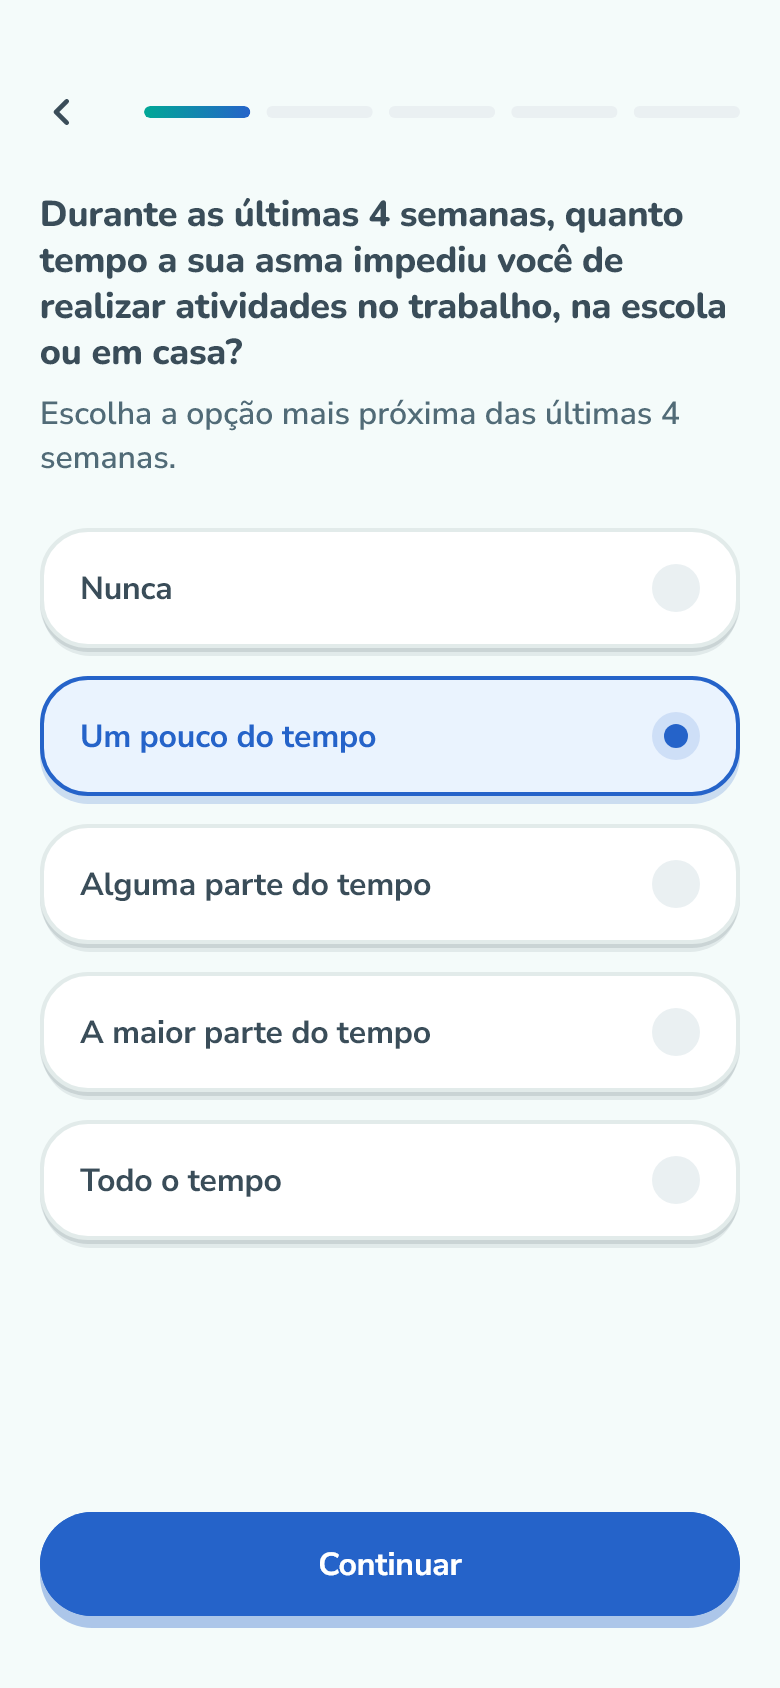 Durante as últimas 4 semanas, quanto
tempo a sua asma impediu você de
realizar atividades no trabalho, na escola
ou em casa?
Escolha a opção mais próxima das últimas 4
semanas.
Nunca
Um pouco do tempo
Alguma parte do tempo
A maior parte do tempo
Todo o tempo
Continuar